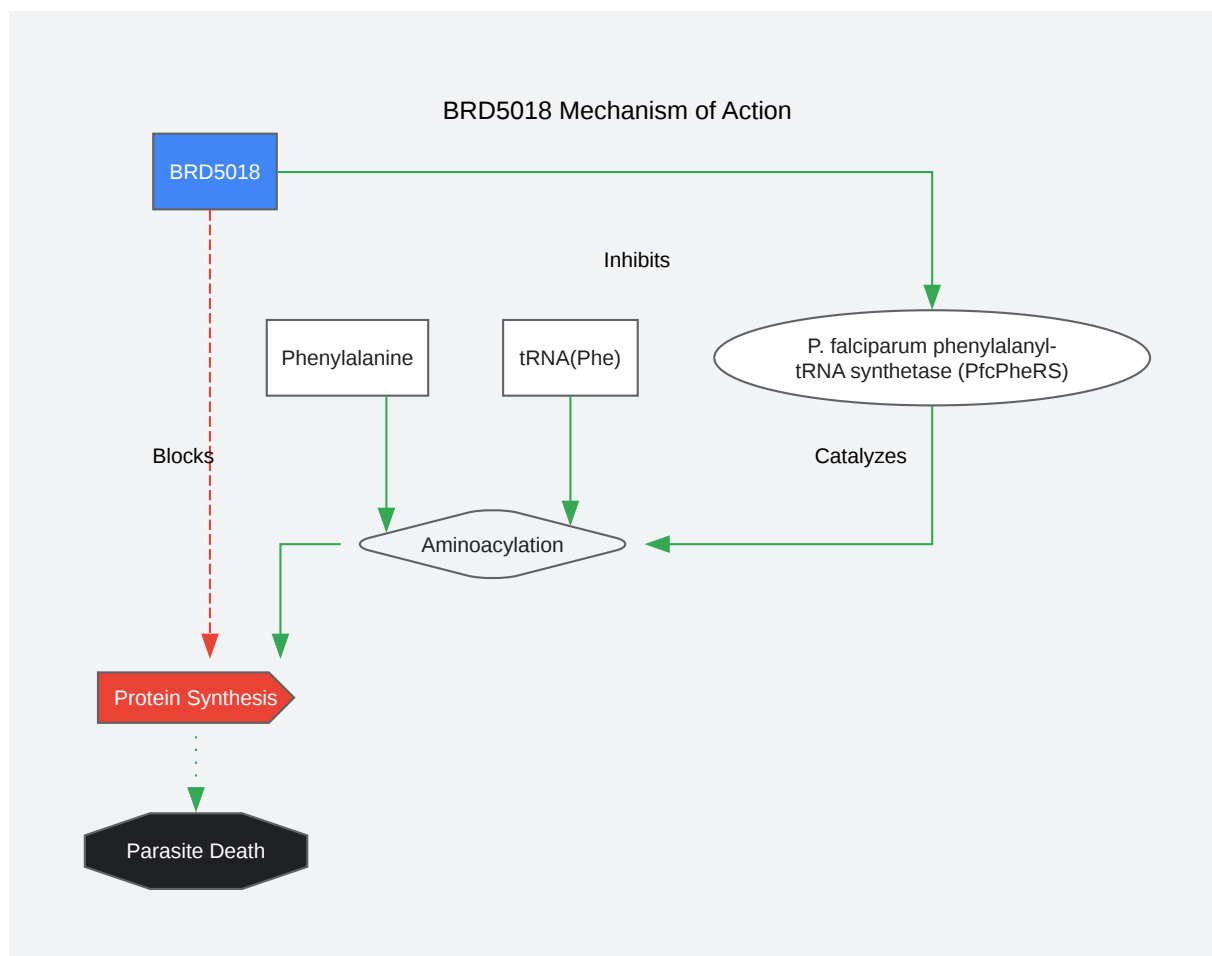 BRD5018 Mechanism of Action
BRD5018
Inhibits
Phenylalanine
tRNA(Phe)
P. falciparum phenylalanyl-
tRNA synthetase (PfcPheRS)
Blocks
Catalyzes
Aminoacylation
Protein Synthesis
Parasite Death